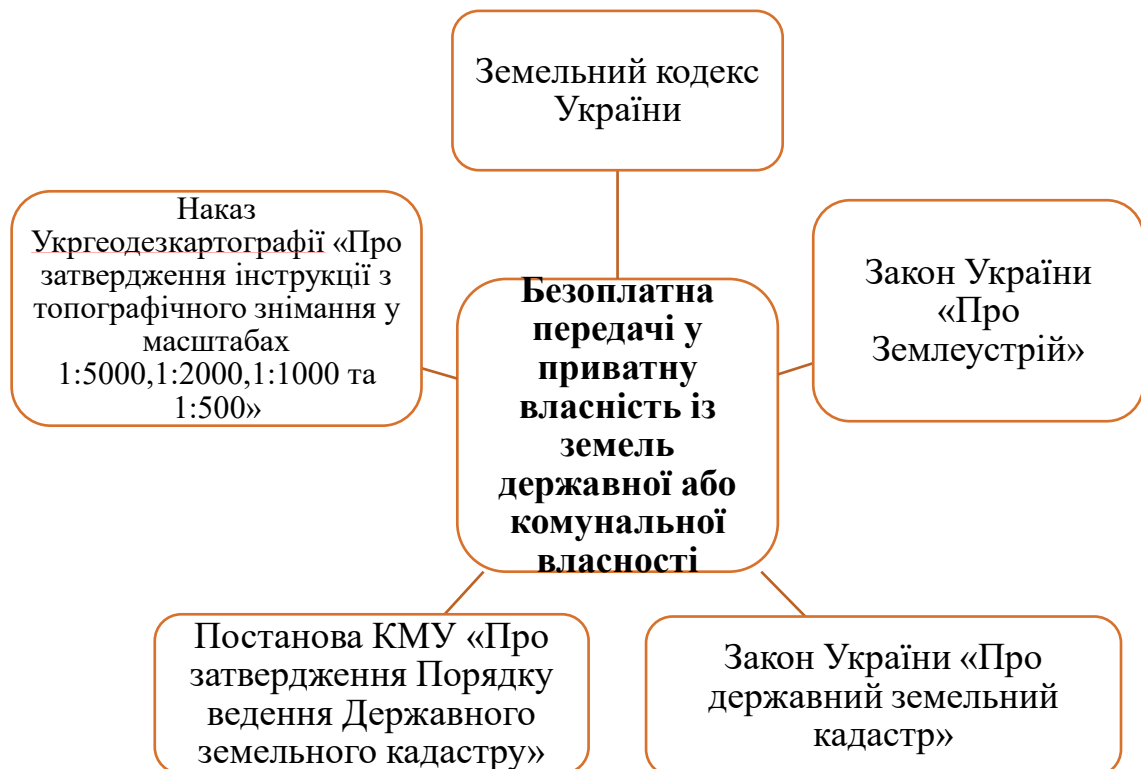 Земельний кодекс
України
Наказ
Укргеодезкартографії «Про
затвердження інструкції з
топографічного знімання у
масштабах
1:5000,1:2000,1:1000 та
1:500»
Закон України
«Про
Землеустрій»
Безоплатна
передачі у
приватну
власність із
земель
державної або
комунальної
власності
Постанова КМУ «Про
затвердження Порядку
ведення Державного
земельного кадастру»
Закон України «Про
державний земельний
кадастр»